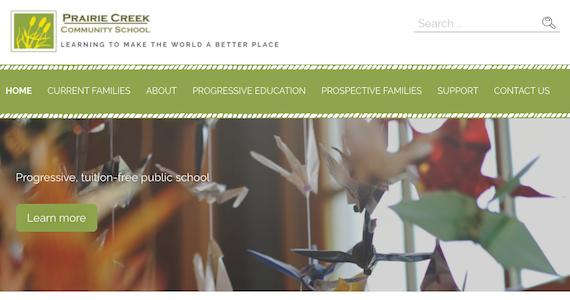 PRAIRIE CREEK
COMMUNITY SCHOOL
LEARNING TO MAKE THE WORLD A BETTER PLACE
Search ...
HOME CURRENT FAMILIES ABOUT PROGRESSIVE EDUCATION PROSPECTIVE FAMILIES SUPPORT CONTACT US
Progressive, tuition-free public school
Learn more